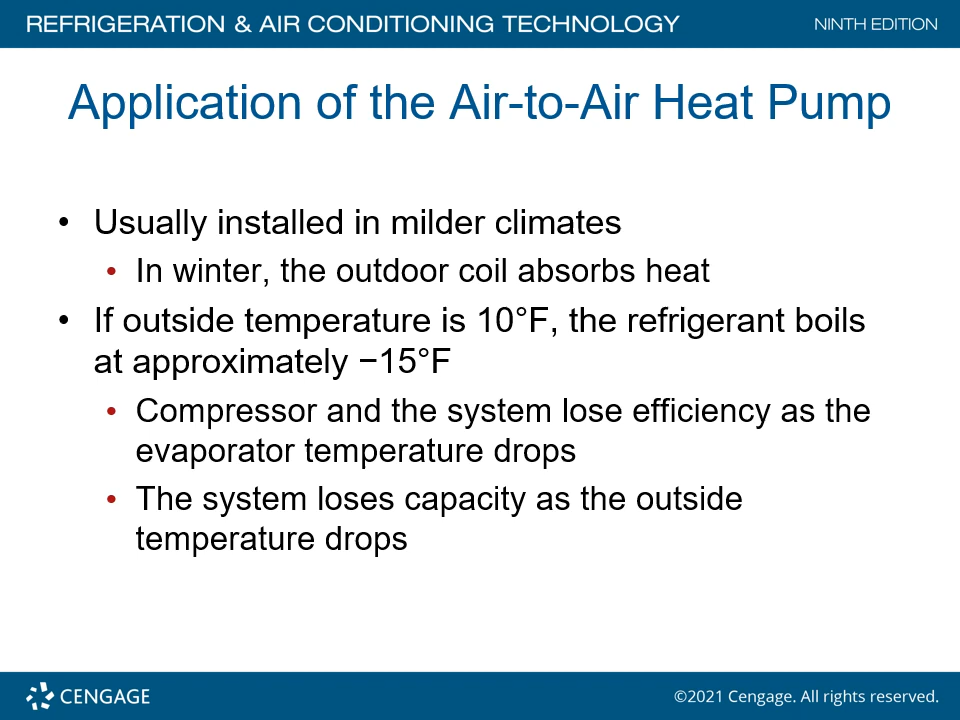 REFRIGERATION & AIR CONDITIONING TECHNOLOGY NINTH EDITION
Application of the Air-to-Air Heat Pump
• Usually installed in milder climates
• In winter, the outdoor coil absorbs heat
• If outside temperature is 10°F, the refrigerant boils
at approximately −15°F
• Compressor and the system lose efficiency as the
evaporator temperature drops
• The system loses capacity as the outside
temperature drops
CENGAGE ©2021 Cengage. All rights reserved.